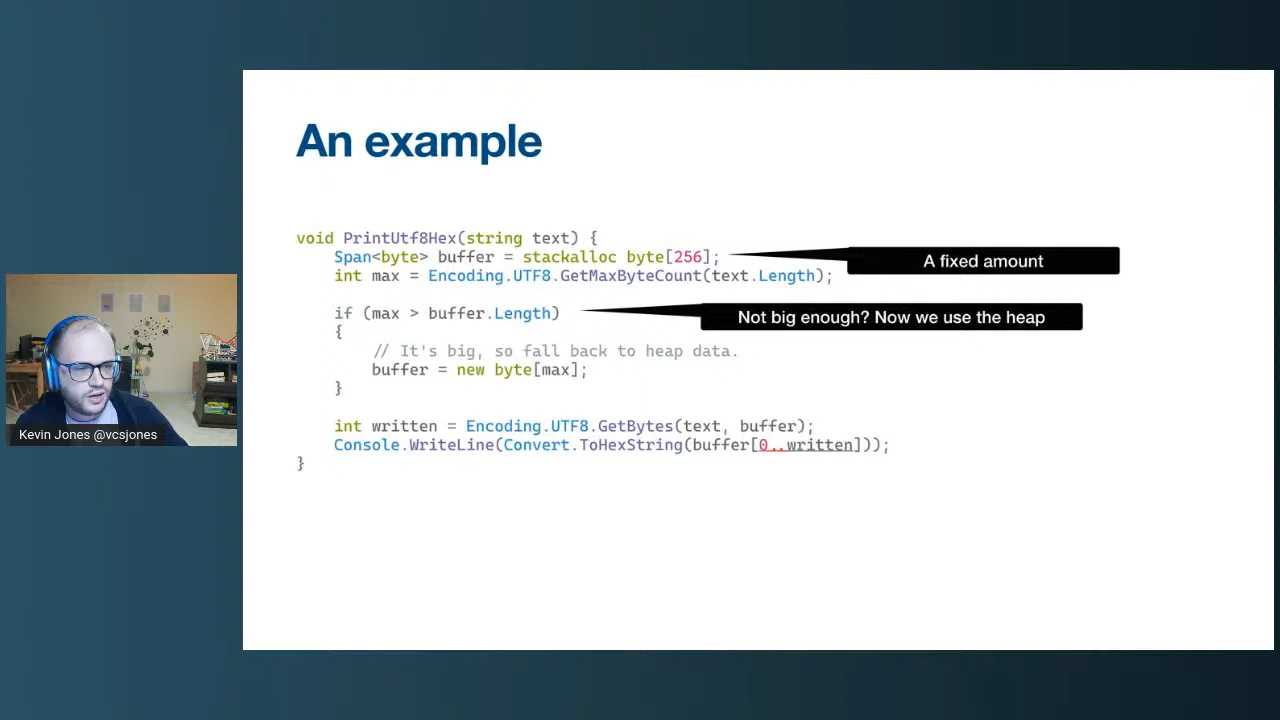 An example
void PrintUtf8Hex(string text) {
Span<byte> buffer = stackalloc byte[256];
A fixed amount
int max = Encoding.UTF8.GetMaxByteCount(text.Length);
if (max > buffer.Length)
Not big enough? Now we use the heap
{
// It's big, so fall back to heap data.
buffer = new byte[max];
}
int written = Encoding.UTF8.GetBytes(text, buffer);
Console.WriteLine(Convert.ToHexString(buffer[0..written]));
}
Kevin Jones @vcsjones